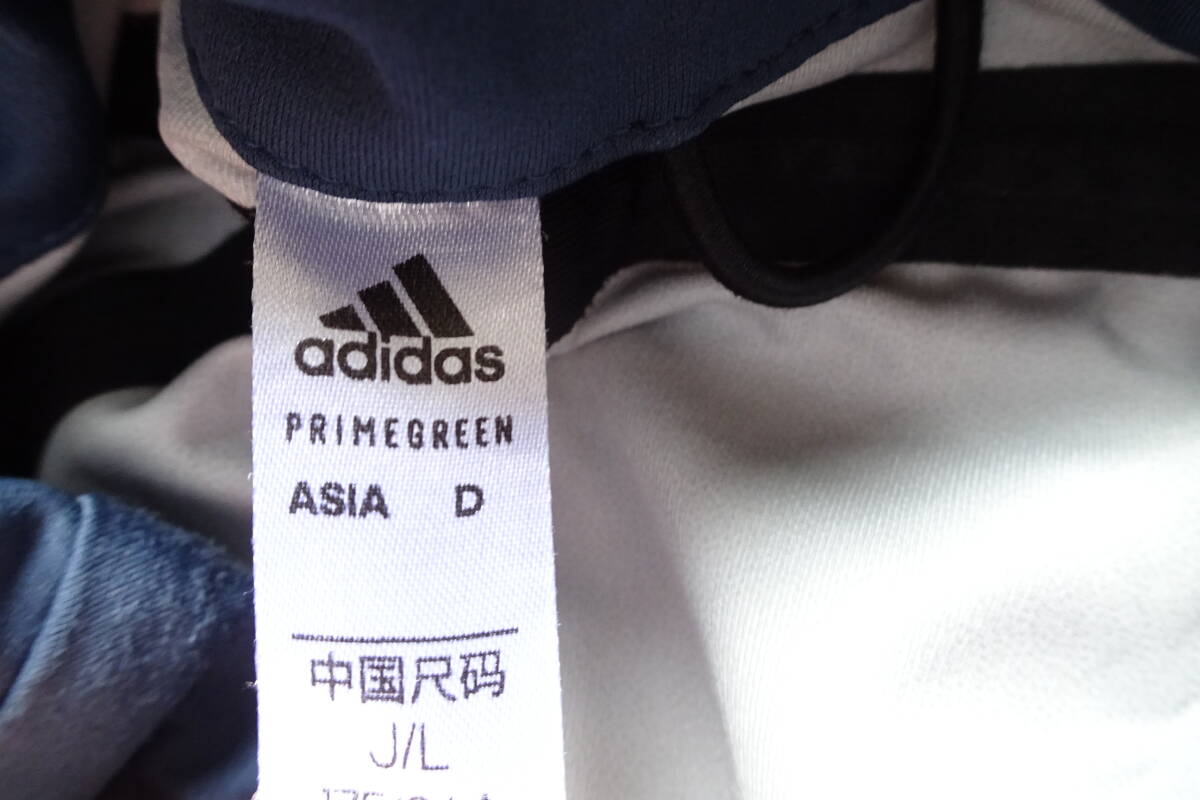 adidas
PRIMEGREEN
ASIA D
中国尺码
J/L